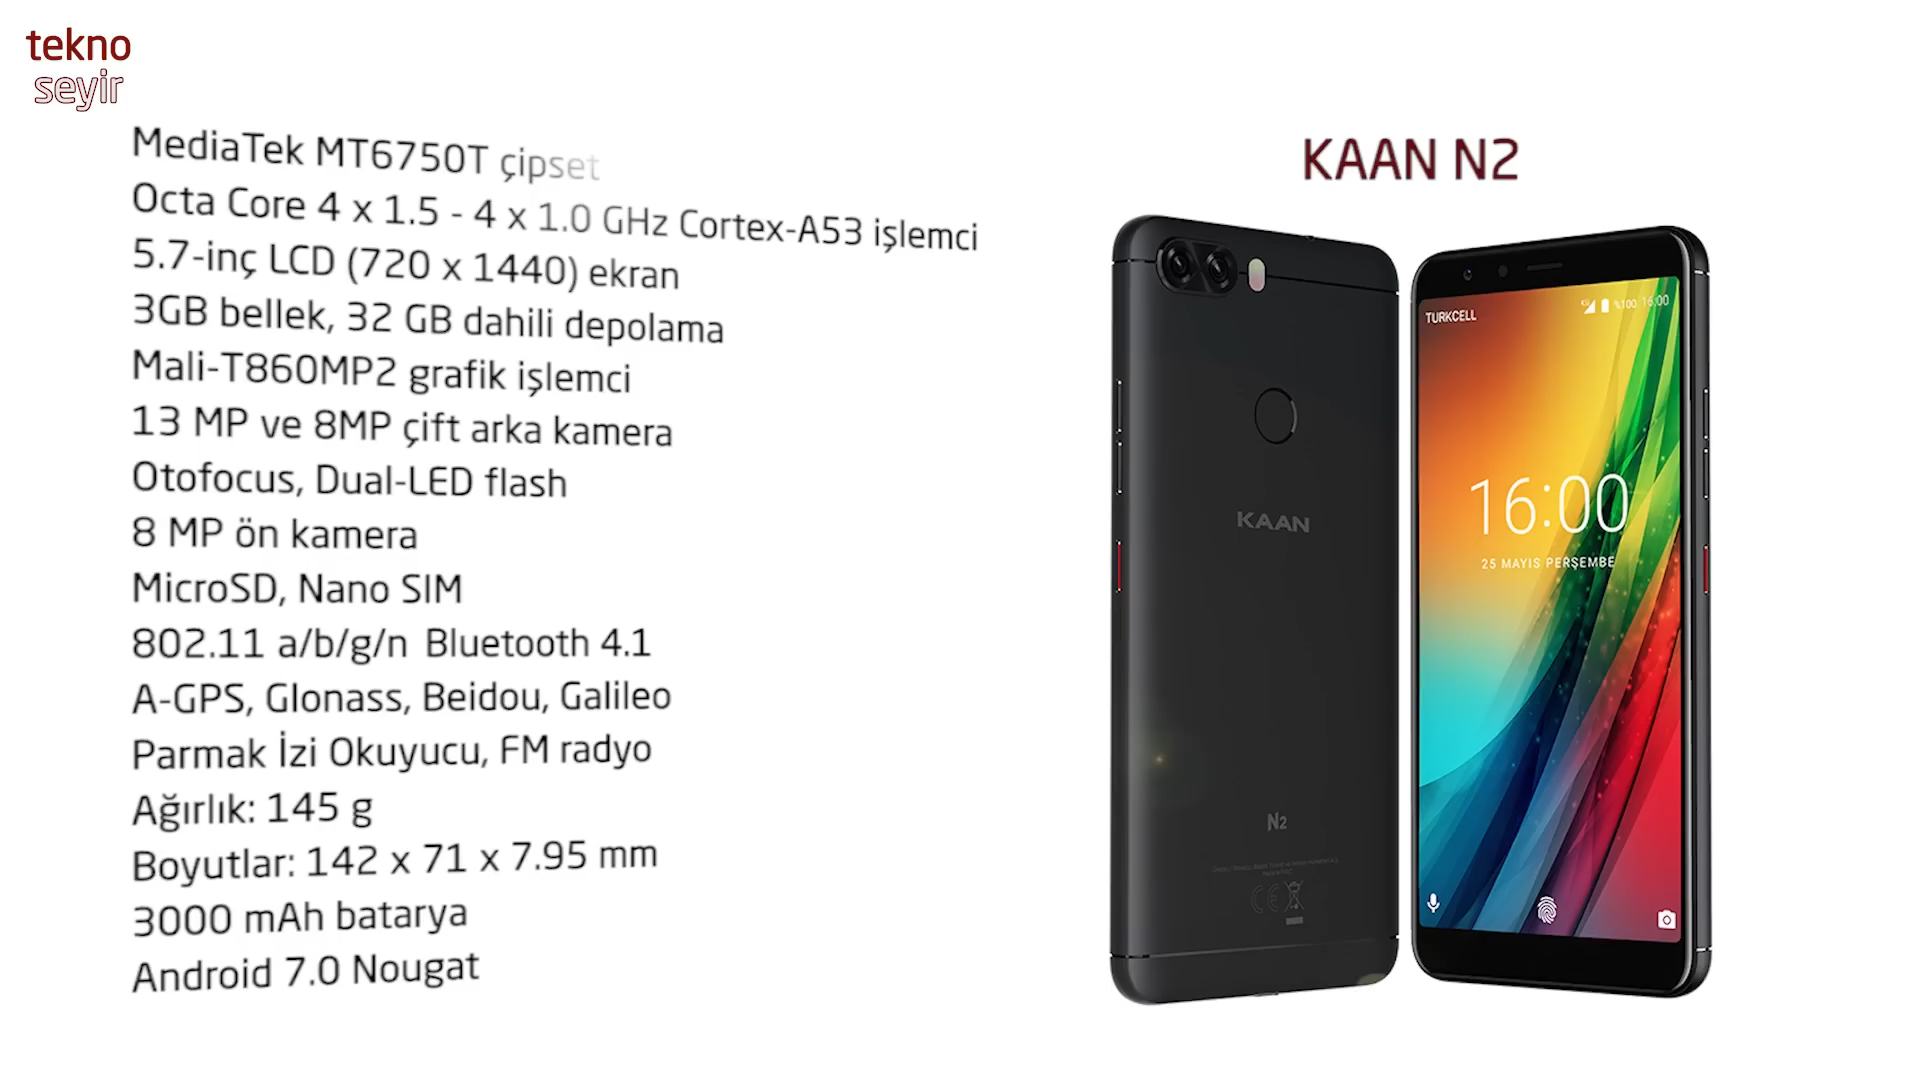 tekno
seyir
MediaTek MT6750T çipset
Octa Core 4 x 1.5 - 4 x 1.0 GHz Cortex-A53 işlemci
5.7-inç LCD (720 x 1440) ekran
3GB bellek, 32 GB dahili depolama
Mali-T860MP2 grafik işlemci
13 MP ve 8MP çift arka kamera
Otofocus, Dual-LED flash
8 MP ön kamera
MicroSD, Nano SIM
802.11 a/b/g/n Bluetooth 4.1
A-GPS, Glonass, Beidou, Galileo
Parmak İzi Okuyucu, FM radyo
Ağırlık: 145 g
Boyutlar: 142 x 71 x 7.95 mm
3000 mAh batarya
Android 7.0 Nougat
KAAN N2
KAAN
N2
CE
TURKCELL
%100 16:00
16:00
25 MAYIS PERŞEMBE